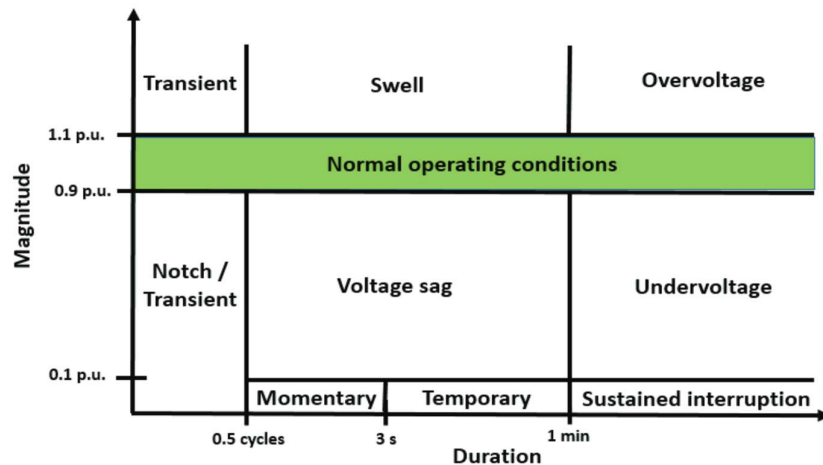 Transient
Swell
Overvoltage
1.1 p.u.
Normal operating conditions
0.9 p.u.
Magnitude
Notch /
Transient
Voltage sag
Undervoltage
0.1 p.u.
Momentary
Temporary
Sustained interruption
0.5 cycles
3 s
1 min
Duration